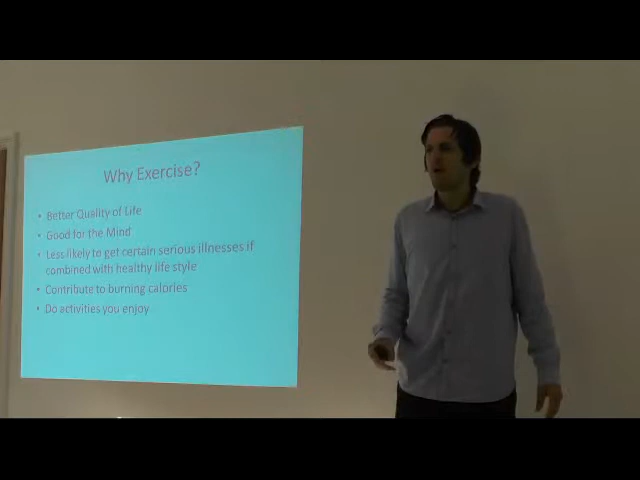 Why Exercise?
• Better Quality of Life
• Good for the Mind
• Less likely to get certain serious illnesses if
combined with healthy life style
• Contribute to burning calories
• Do activities you enjoy